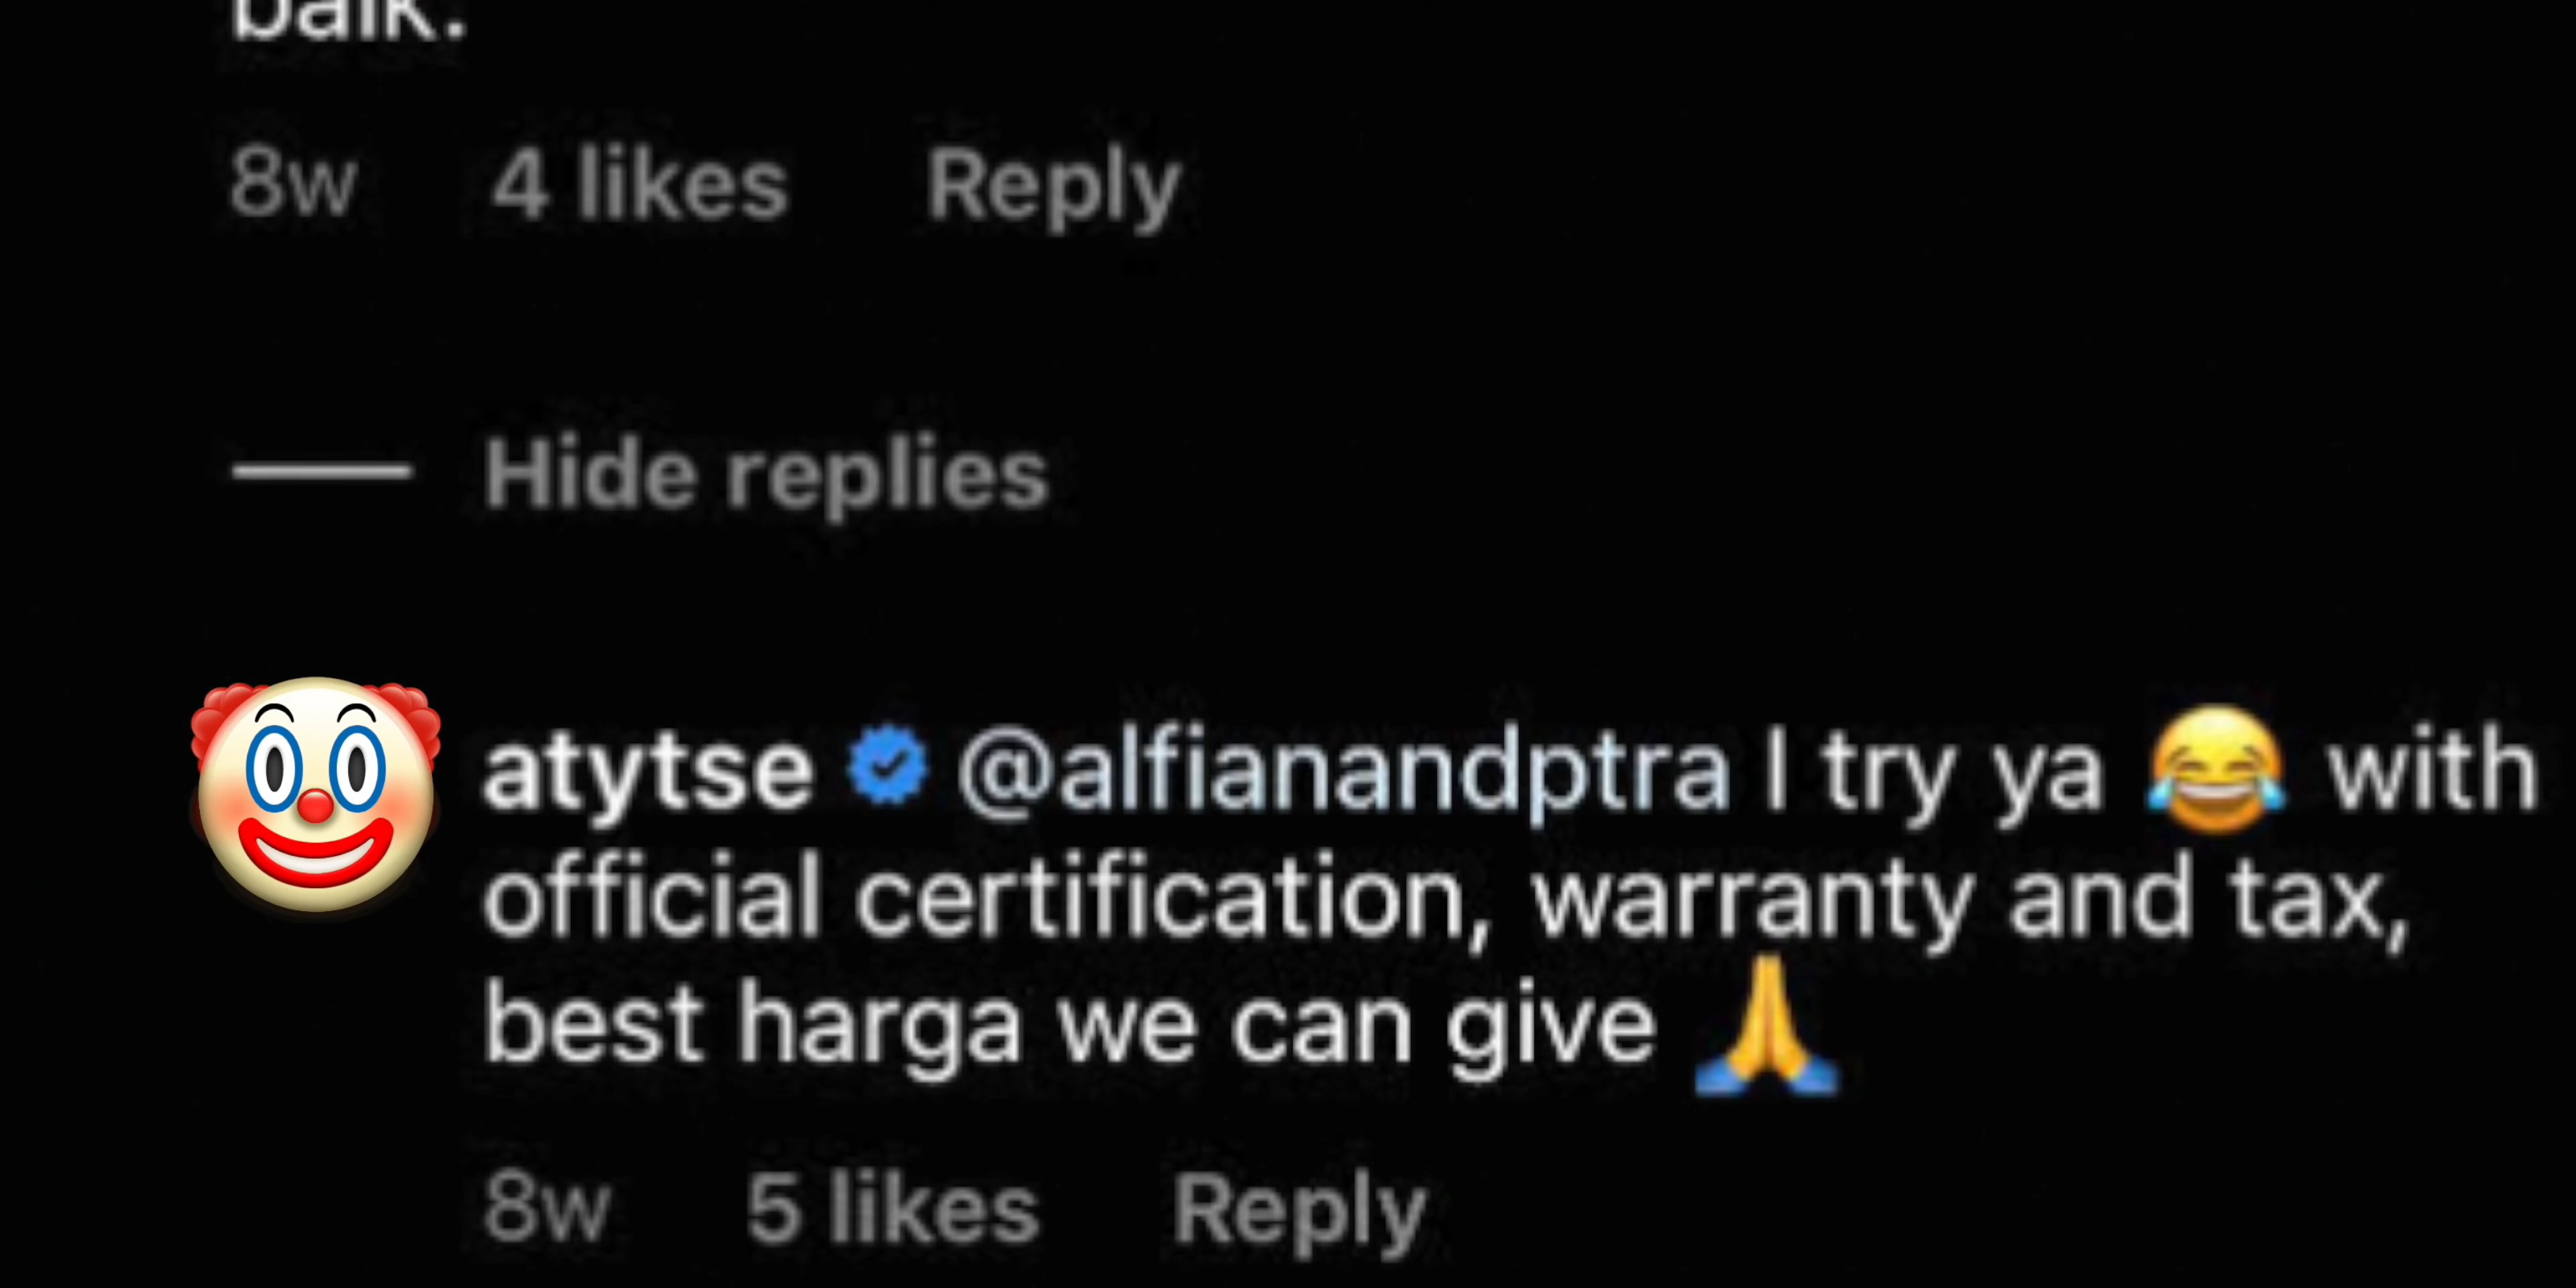 baik.
8w 4 likes Reply
Hide replies
atytse @alfianandptra I try ya 😂 with
official certification, warranty and tax,
best harga we can give 🙏
8w 5 likes Reply